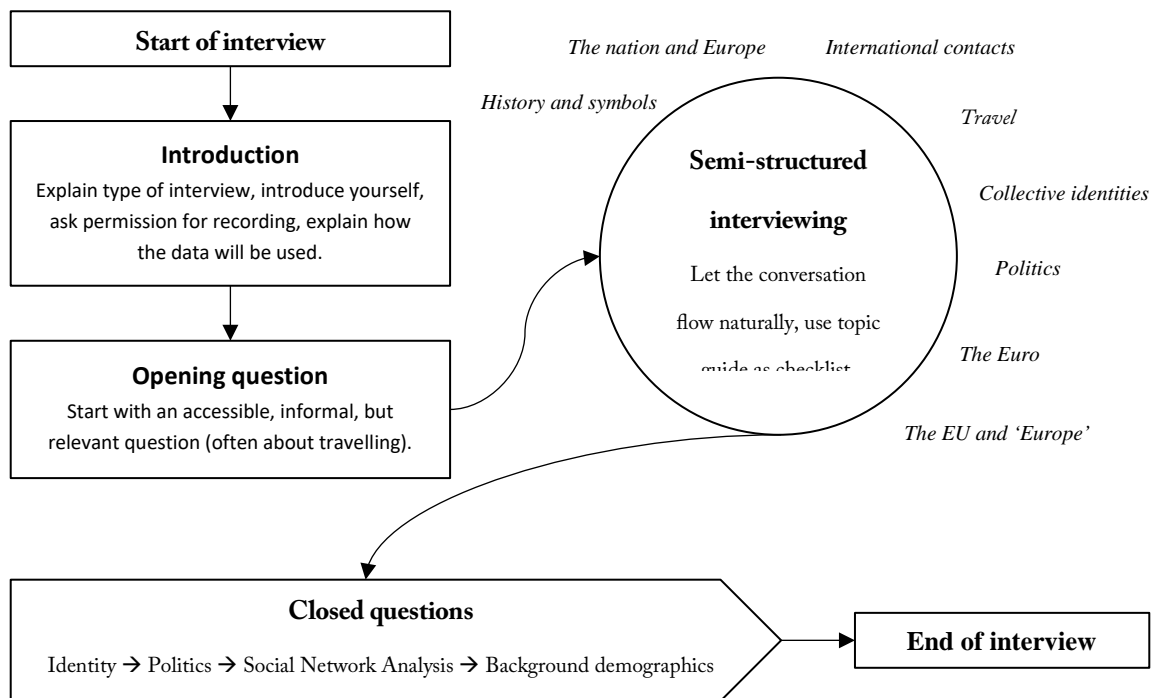 Start of interview
Introduction
Explain type of interview, introduce yourself,
ask permission for recording, explain how
the data will be used.
Opening question
Start with an accessible, informal, but
relevant question (often about travelling).
The nation and Europe
International contacts
History and symbols
Travel
Collective identities
Politics
The Euro
The EU and ‘Europe’
Semi-structured
interviewing
Let the conversation
flow naturally, use topic
guide as checklist
Closed questions
Identity → Politics → Social Network Analysis → Background demographics
End of interview